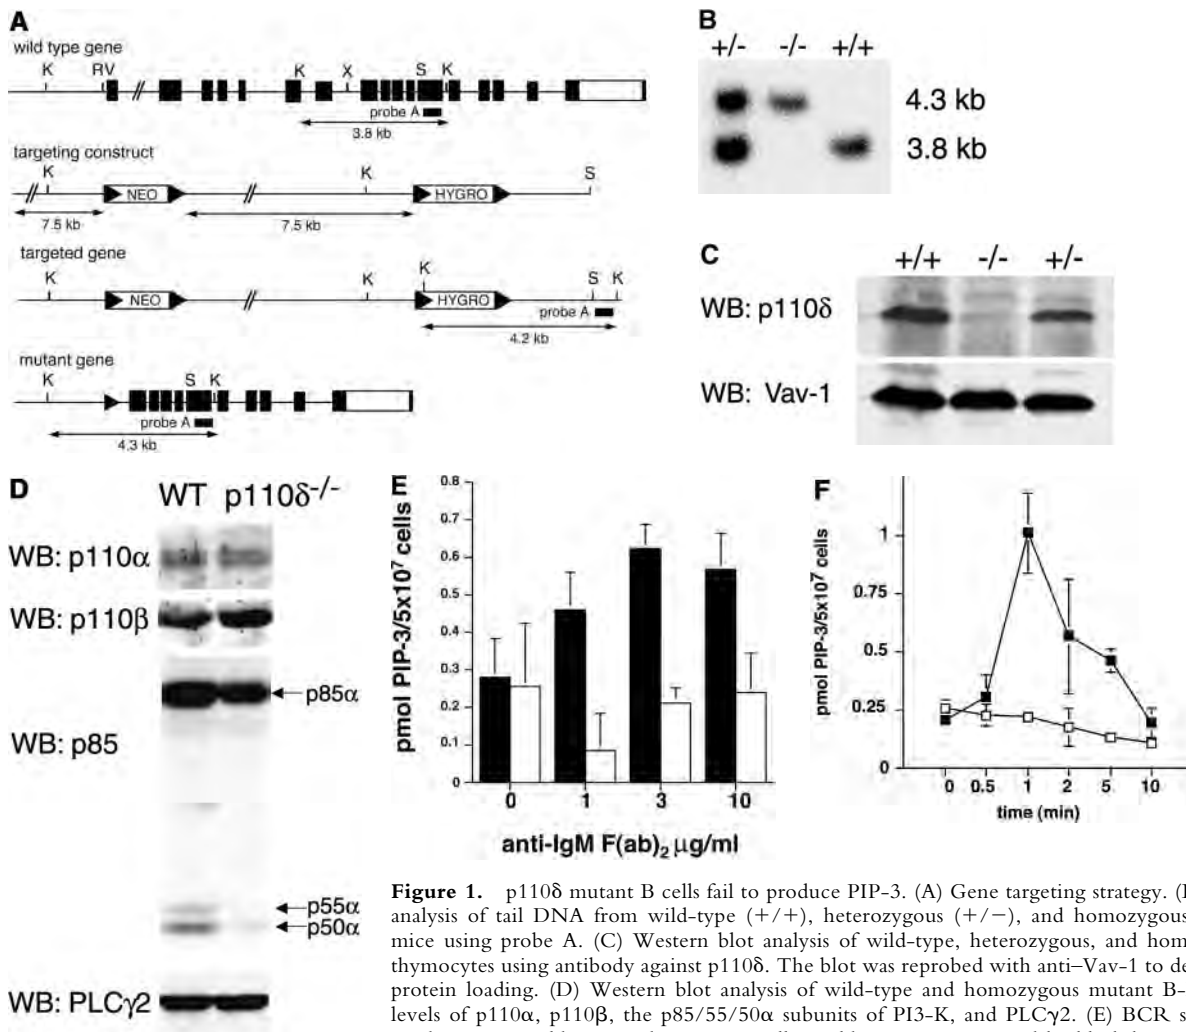 A
wild type gene
K RV K X S K
probe A
3.8 kb
targeting construct
K K S
NEO HYGRO
7.5 kb 7.5 kb
targeted gene
K K K S K
NEO HYGRO
probe A
4.2 kb
mutant gene
K S K
probe A
4.3 kb
B
+/- -/- +/+
4.3 kb
3.8 kb
C
+/+ -/- +/-
WB: p110δ
WB: Vav-1
D
WT p110δ-/-
WB: p110α
WB: p110β
p85α
WB: p85
p55α
p50α
WB: PLCγ2
E
pmol PIP-3/5x10⁷ cells
0.8
0.7
0.6
0.5
0.4
0.3
0.2
0.1
0
0 1 3 10
anti-IgM F(ab)₂ μg/ml
F
pmol PIP-3/5x10⁷ cells
1
0.75
0.5
0.25
0
0 0.5 1 2 5 10
time (min)
Figure 1. p110δ mutant B cells fail to produce PIP-3. (A) Gene targeting strategy.
analysis of tail DNA from wild-type (+/+), heterozygous (+/−), and homozygous
mice using probe A. (C) Western blot analysis of wild-type, heterozygous, and
thymocytes using antibody against p110δ. The blot was reprobed with anti–Vav-1 to
protein loading. (D) Western blot analysis of wild-type and homozygous mutant
levels of p110α, p110β, the p85/55/50α subunits of PI3-K, and PLCγ2. (E) BCR